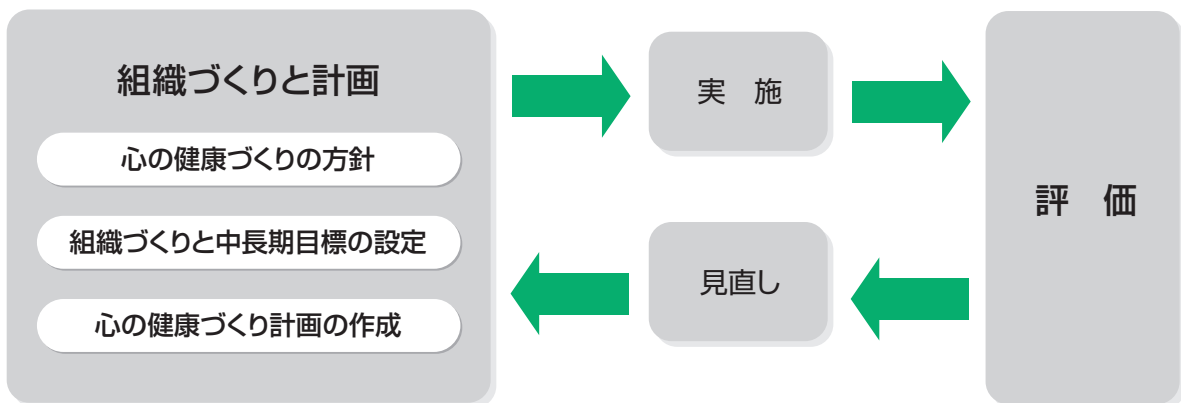 組織づくりと計画
心の健康づくりの方針
組織づくりと中長期目標の設定
心の健康づくり計画の作成
実　施
評　価
見直し